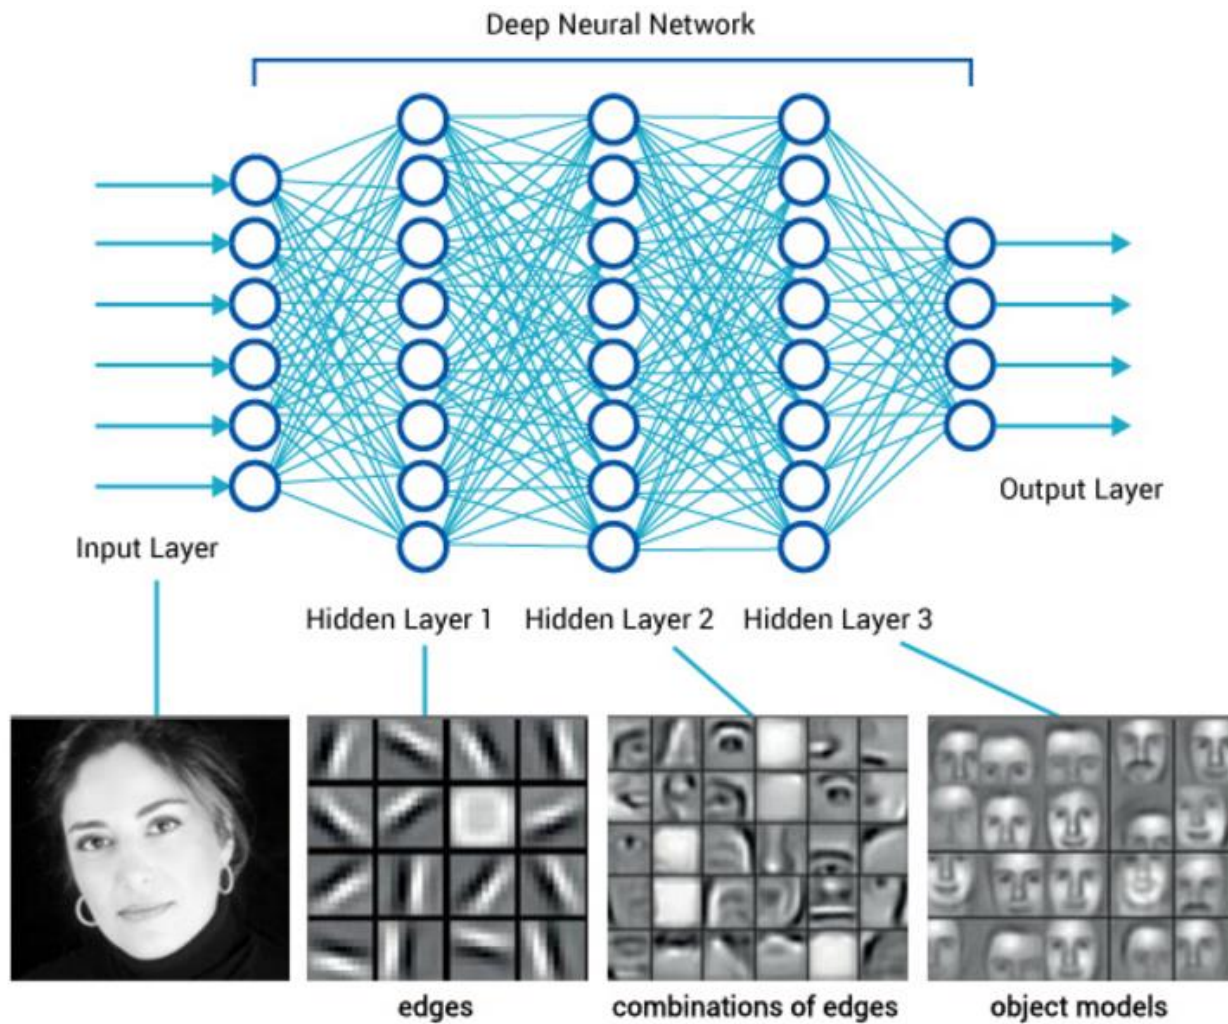 Deep Neural Network
Output Layer
Input Layer
Hidden Layer 1
Hidden Layer 2
Hidden Layer 3
edges
combinations of edges
object models